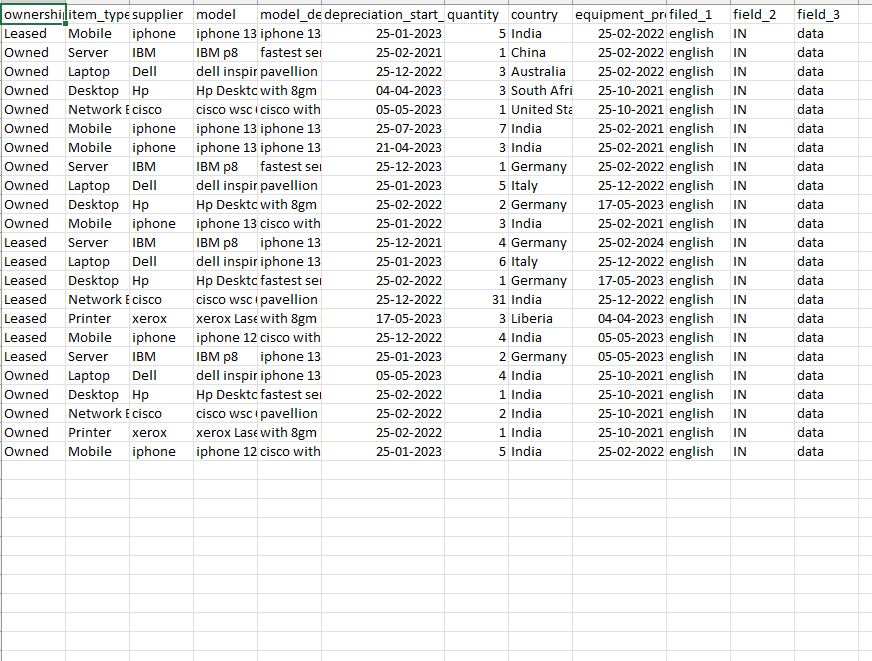 ownershi item_type supplier model model_de depreciation_start_ quantity country equipment_pro filed_1 field_2 field_3
Leased Mobile iphone iphone 13 iphone 13 25-01-2023 5 India 25-02-2022 english IN data
Owned Server IBM IBM p8 fastest ser 25-02-2021 1 China 25-02-2022 english IN data
Owned Laptop Dell dell inspir pavellion 25-12-2022 3 Australia 25-02-2022 english IN data
Owned Desktop Hp Hp Deskto with 8gm 04-04-2023 3 South Afri 25-10-2021 english IN data
Owned Network E cisco cisco wsc cisco with 05-05-2023 1 United Sta 25-10-2021 english IN data
Owned Mobile iphone iphone 13 iphone 13 25-07-2023 7 India 25-02-2021 english IN data
Owned Mobile iphone iphone 13 iphone 13 21-04-2023 3 India 25-02-2021 english IN data
Owned Server IBM IBM p8 fastest ser 25-12-2023 1 Germany 25-02-2022 english IN data
Owned Laptop Dell dell inspir pavellion 25-01-2023 5 Italy 25-12-2022 english IN data
Owned Desktop Hp Hp Deskto with 8gm 25-02-2022 2 Germany 17-05-2023 english IN data
Owned Mobile iphone iphone 13 cisco with 25-01-2022 3 India 25-02-2021 english IN data
Leased Server IBM IBM p8 iphone 13 25-12-2021 4 Germany 25-02-2024 english IN data
Leased Laptop Dell dell inspir iphone 13 25-01-2023 6 Italy 25-12-2022 english IN data
Leased Desktop Hp Hp Deskto fastest ser 25-02-2022 1 Germany 17-05-2023 english IN data
Leased Network E cisco cisco wsc pavellion 25-12-2022 31 India 25-12-2022 english IN data
Leased Printer xerox xerox Lase with 8gm 17-05-2023 3 Liberia 04-04-2023 english IN data
Leased Mobile iphone iphone 12 cisco with 25-12-2022 4 India 05-05-2023 english IN data
Leased Server IBM IBM p8 iphone 13 25-01-2023 2 Germany 05-05-2023 english IN data
Owned Laptop Dell dell inspir iphone 13 05-05-2023 4 India 25-10-2021 english IN data
Owned Desktop Hp Hp Deskto fastest ser 25-02-2022 1 India 25-10-2021 english IN data
Owned Network E cisco cisco wsc pavellion 25-02-2022 2 India 25-10-2021 english IN data
Owned Printer xerox xerox Lase with 8gm 25-02-2022 1 India 25-10-2021 english IN data
Owned Mobile iphone iphone 12 cisco with 25-01-2023 5 India 25-02-2022 english IN data